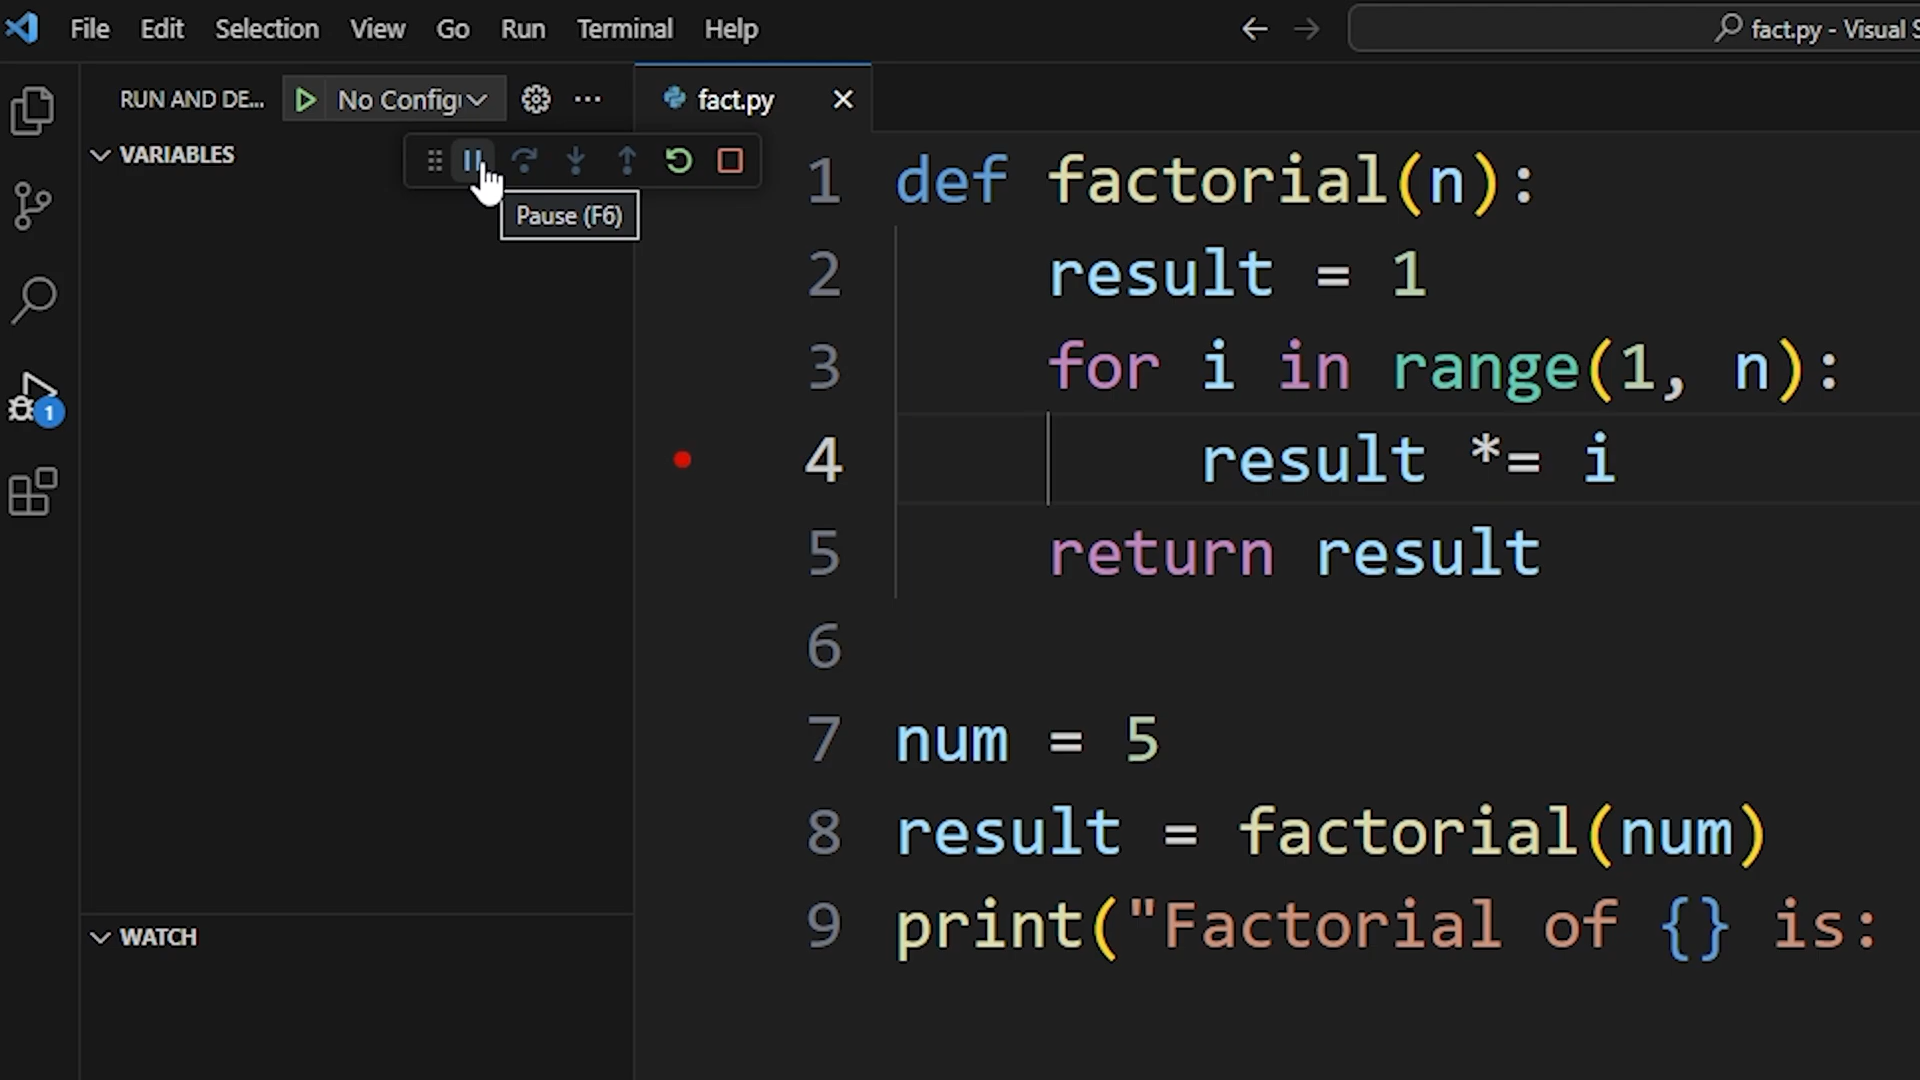 File Edit Selection View Go Run Terminal Help
fact.py - Visual S
RUN AND DE... No Config
fact.py
VARIABLES
Pause (F6)
1
1 def factorial(n):
2 result = 1
3 for i in range(1, n):
4 result *= i
5 return result
6
7 num = 5
8 result = factorial(num)
9 print("Factorial of {} is:
WATCH